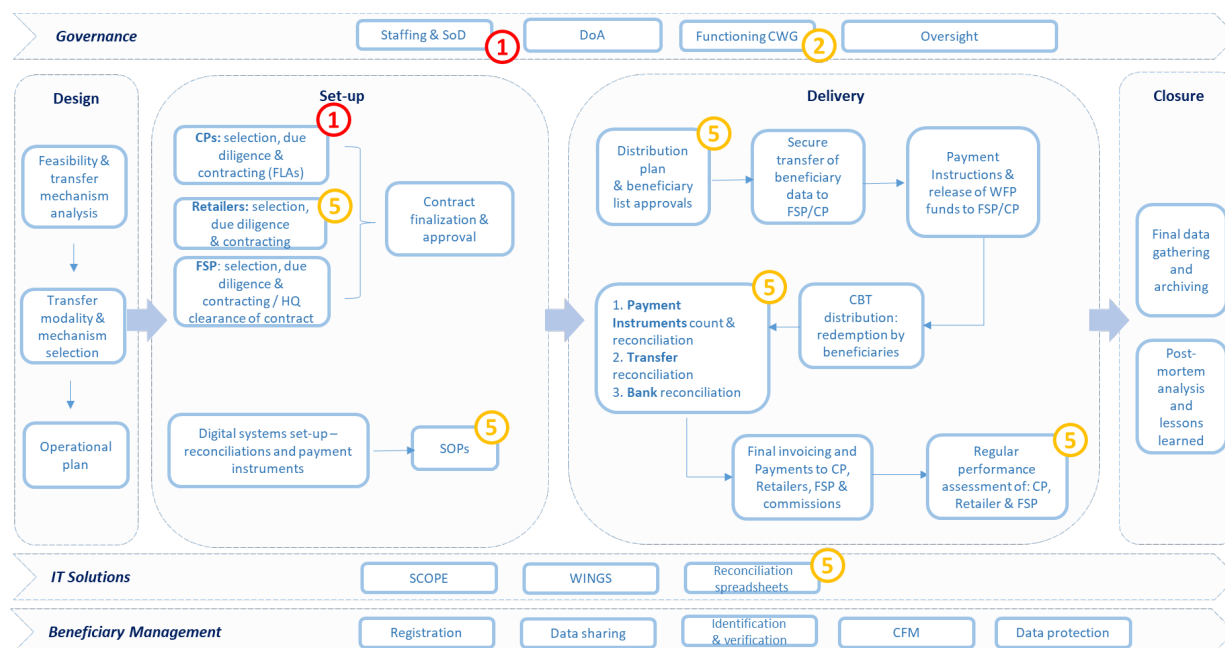 Governance
Staffing & SoD
1
DoA
Functioning CWG
2
Oversight
Design
Feasibility &
transfer
mechanism
analysis
Transfer
modality &
mechanism
selection
Operational
plan
Set-up
1
CPs: selection, due
diligence &
contracting (FLAs)
Retailers: selection,
due diligence
& contracting
5
FSP: selection, due
diligence &
contracting / HQ
clearance of contract
Contract
finalization &
approval
Digital systems set-up –
reconciliations and payment
instruments
SOPs
5
Delivery
Distribution
plan
& beneficiary
list approvals
5
Secure
transfer of
beneficiary
data to
FSP/CP
Payment
Instructions &
release of WFP
funds to FSP/CP
CBT
distribution:
redemption by
beneficiaries
1. Payment
Instruments count &
reconciliation
2. Transfer
reconciliation
3. Bank reconciliation
5
Final invoicing and
Payments to CP,
Retailers, FSP &
commissions
Regular
performance
assessment of: CP,
Retailer & FSP
5
Closure
Final data
gathering
and
archiving
Post-
mortem
analysis
and
lessons
learned
IT Solutions
SCOPE
WINGS
Reconciliation
spreadsheets
5
Beneficiary Management
Registration
Data sharing
Identification
& verification
CFM
Data protection